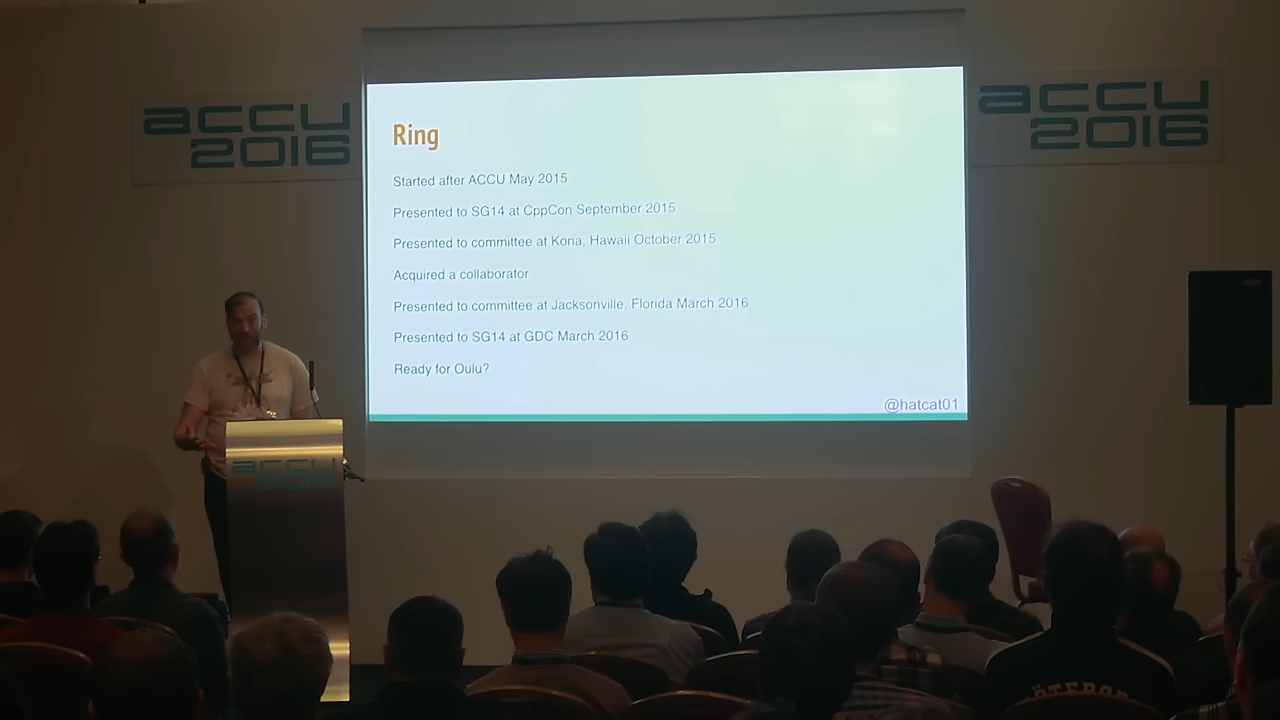 accu
2016
accu
2016
Ring
Started after ACCU May 2015
Presented to SG14 at CppCon September 2015
Presented to committee at Kona, Hawaii October 2015
Acquired a collaborator
Presented to committee at Jacksonville, Florida March 2016
Presented to SG14 at GDC March 2016
Ready for Oulu?
@hatcat01
accu
2016